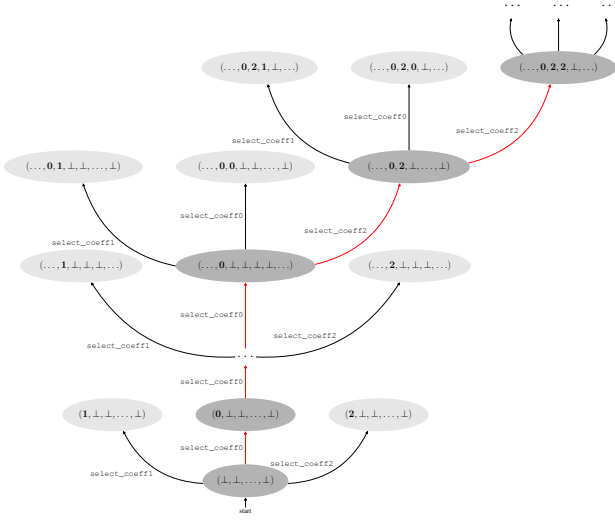 ... ... ...
(..., 0, 2, 1, ⊥, ...) (..., 0, 2, 0, ⊥, ...) (..., 0, 2, 2, ⊥, ...)
select_coeff0
select_coeff2
select_coeff1
(..., 0, 1, ⊥, ⊥, ..., ⊥) (..., 0, 0, ⊥, ⊥, ..., ⊥) (..., 0, 2, ⊥, ..., ⊥)
select_coeff0
select_coeff2
select_coeff1
(..., 1, ⊥, ⊥, ⊥, ...) (..., 0, ⊥, ⊥, ⊥, ⊥, ...) (..., 2, ⊥, ⊥, ⊥, ...)
select_coeff0
select_coeff1 select_coeff2
...
select_coeff0
(1, ⊥, ⊥, ..., ⊥) (0, ⊥, ⊥, ..., ⊥) (2, ⊥, ⊥, ..., ⊥)
select_coeff0
select_coeff2
select_coeff1
(⊥, ⊥, ..., ⊥)
start